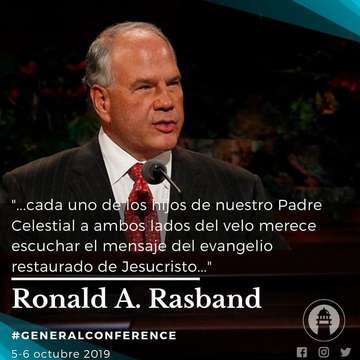 "...cada uno de los hijos de nuestro Padre
Celestial a ambos lados del velo merece
escuchar el mensaje del evangelio
restaurado de Jesucristo..."
Ronald A. Rasband
#GENERALCONFERENCE
5-6 octubre 2019